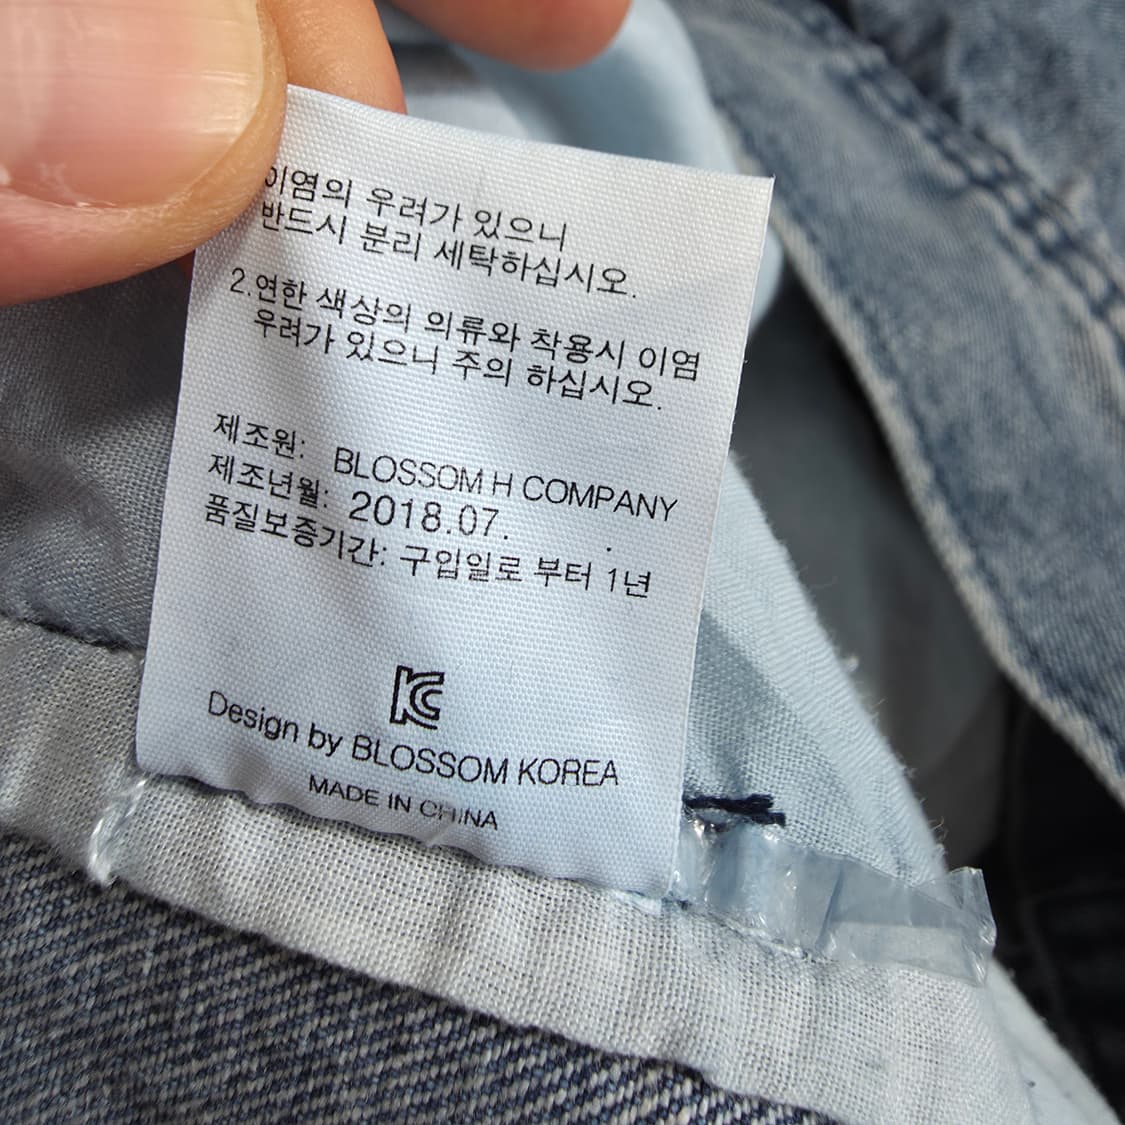 이염의 우려가 있으니
반드시 분리 세탁하십시오.
2.연한 색상의 의류와 착용시 이염
우려가 있으니 주의 하십시오.
제조원: BLOSSOM H COMPANY
제조년월: 2018.07.
품질보증기간: 구입일로 부터 1년
KC
Design by BLOSSOM KOREA
MADE IN CHINA